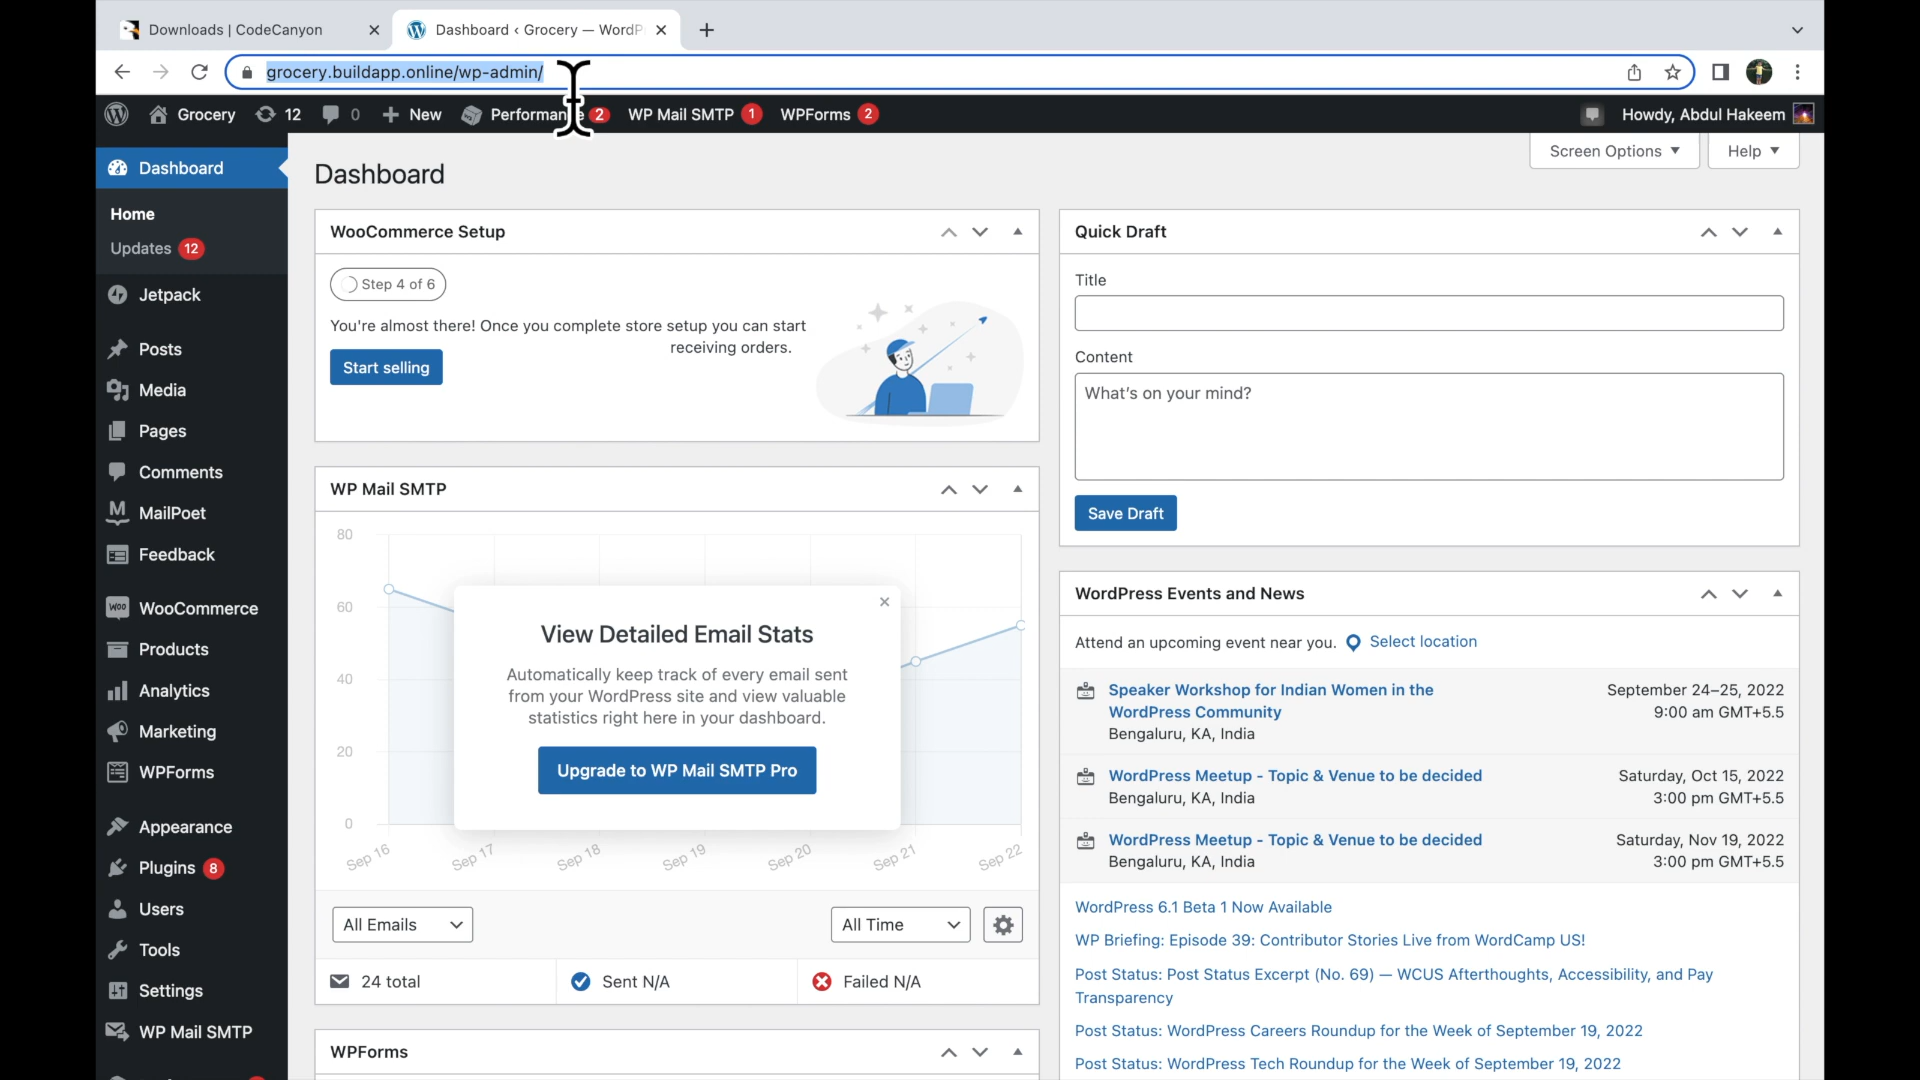 Downloads | CodeCanyon
Dashboard ‹ Grocery — WordP
grocery.buildapp.online/wp-admin/
Grocery
12
0
New
Performance
2
WP Mail SMTP
1
WPForms
2
Howdy, Abdul Hakeem
Dashboard
Home
Updates 12
Jetpack
Posts
Media
Pages
Comments
MailPoet
Feedback
WooCommerce
Products
Analytics
Marketing
WPForms
Appearance
Plugins 8
Users
Tools
Settings
WP Mail SMTP
Screen Options
Help
Dashboard
WooCommerce Setup
Step 4 of 6
You're almost there! Once you complete store setup you can start
receiving orders.
Start selling
WP Mail SMTP
80
60
40
20
0
Sep 16
Sep 17
Sep 18
Sep 19
Sep 20
Sep 21
Sep 22
View Detailed Email Stats
Automatically keep track of every email sent
from your WordPress site and view valuable
statistics right here in your dashboard.
Upgrade to WP Mail SMTP Pro
All Emails
All Time
24 total
Sent N/A
Failed N/A
WPForms
Quick Draft
Title
Content
What's on your mind?
Save Draft
WordPress Events and News
Attend an upcoming event near you. Select location
Speaker Workshop for Indian Women in the
WordPress Community
Bengaluru, KA, India
September 24–25, 2022
9:00 am GMT+5.5
WordPress Meetup - Topic & Venue to be decided
Bengaluru, KA, India
Saturday, Oct 15, 2022
3:00 pm GMT+5.5
WordPress Meetup - Topic & Venue to be decided
Bengaluru, KA, India
Saturday, Nov 19, 2022
3:00 pm GMT+5.5
WordPress 6.1 Beta 1 Now Available
WP Briefing: Episode 39: Contributor Stories Live from WordCamp US!
Post Status: Post Status Excerpt (No. 69) — WCUS Afterthoughts, Accessibility, and Pay
Transparency
Post Status: WordPress Careers Roundup for the Week of September 19, 2022
Post Status: WordPress Tech Roundup for the Week of September 19, 2022